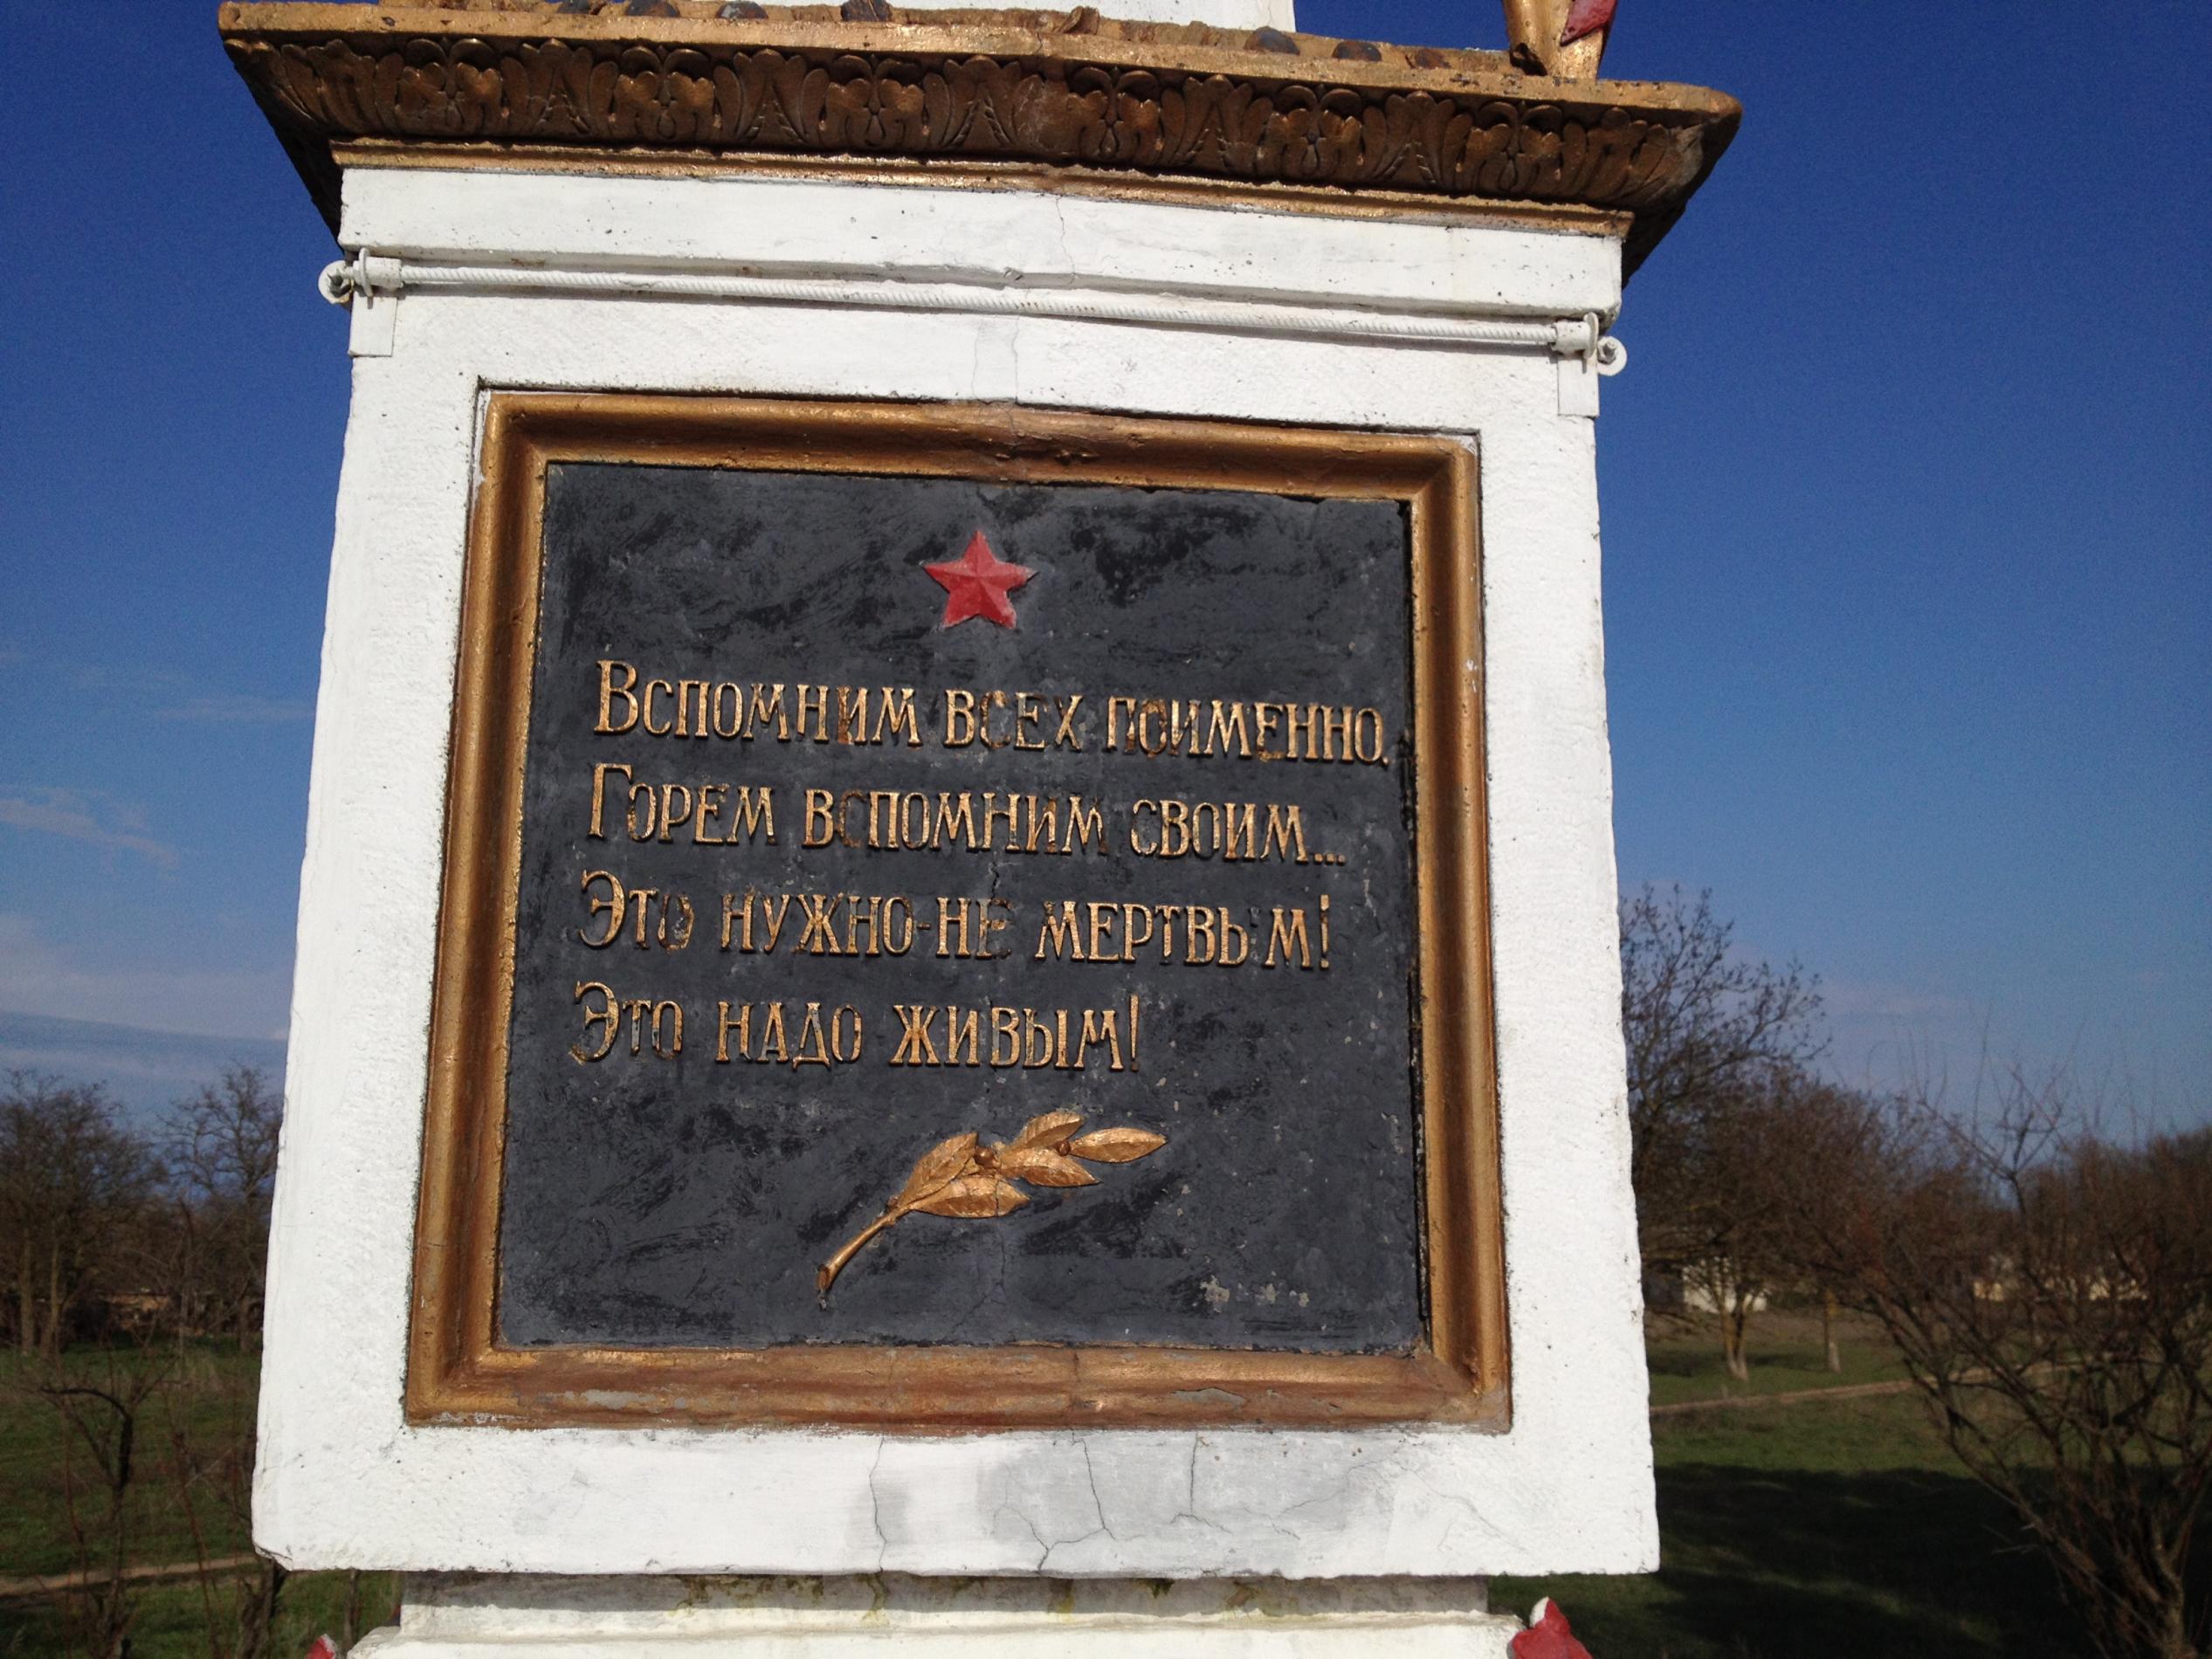 Вспомним всех поименно,
Горем вспомним своим...
Это нужно-не мертвым!
Это надо живым!